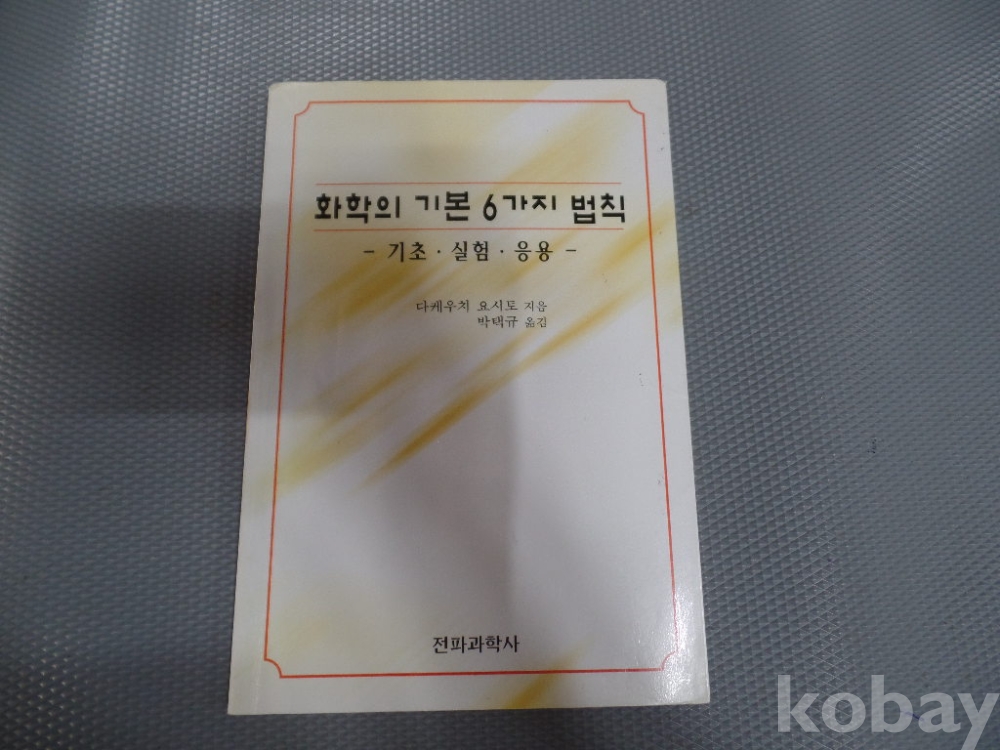 화학의 기본 6가지 법칙
- 기초 · 실험 · 응용 -
다케우치 요시토 지음
박택규 옮김
전파과학사
kobay